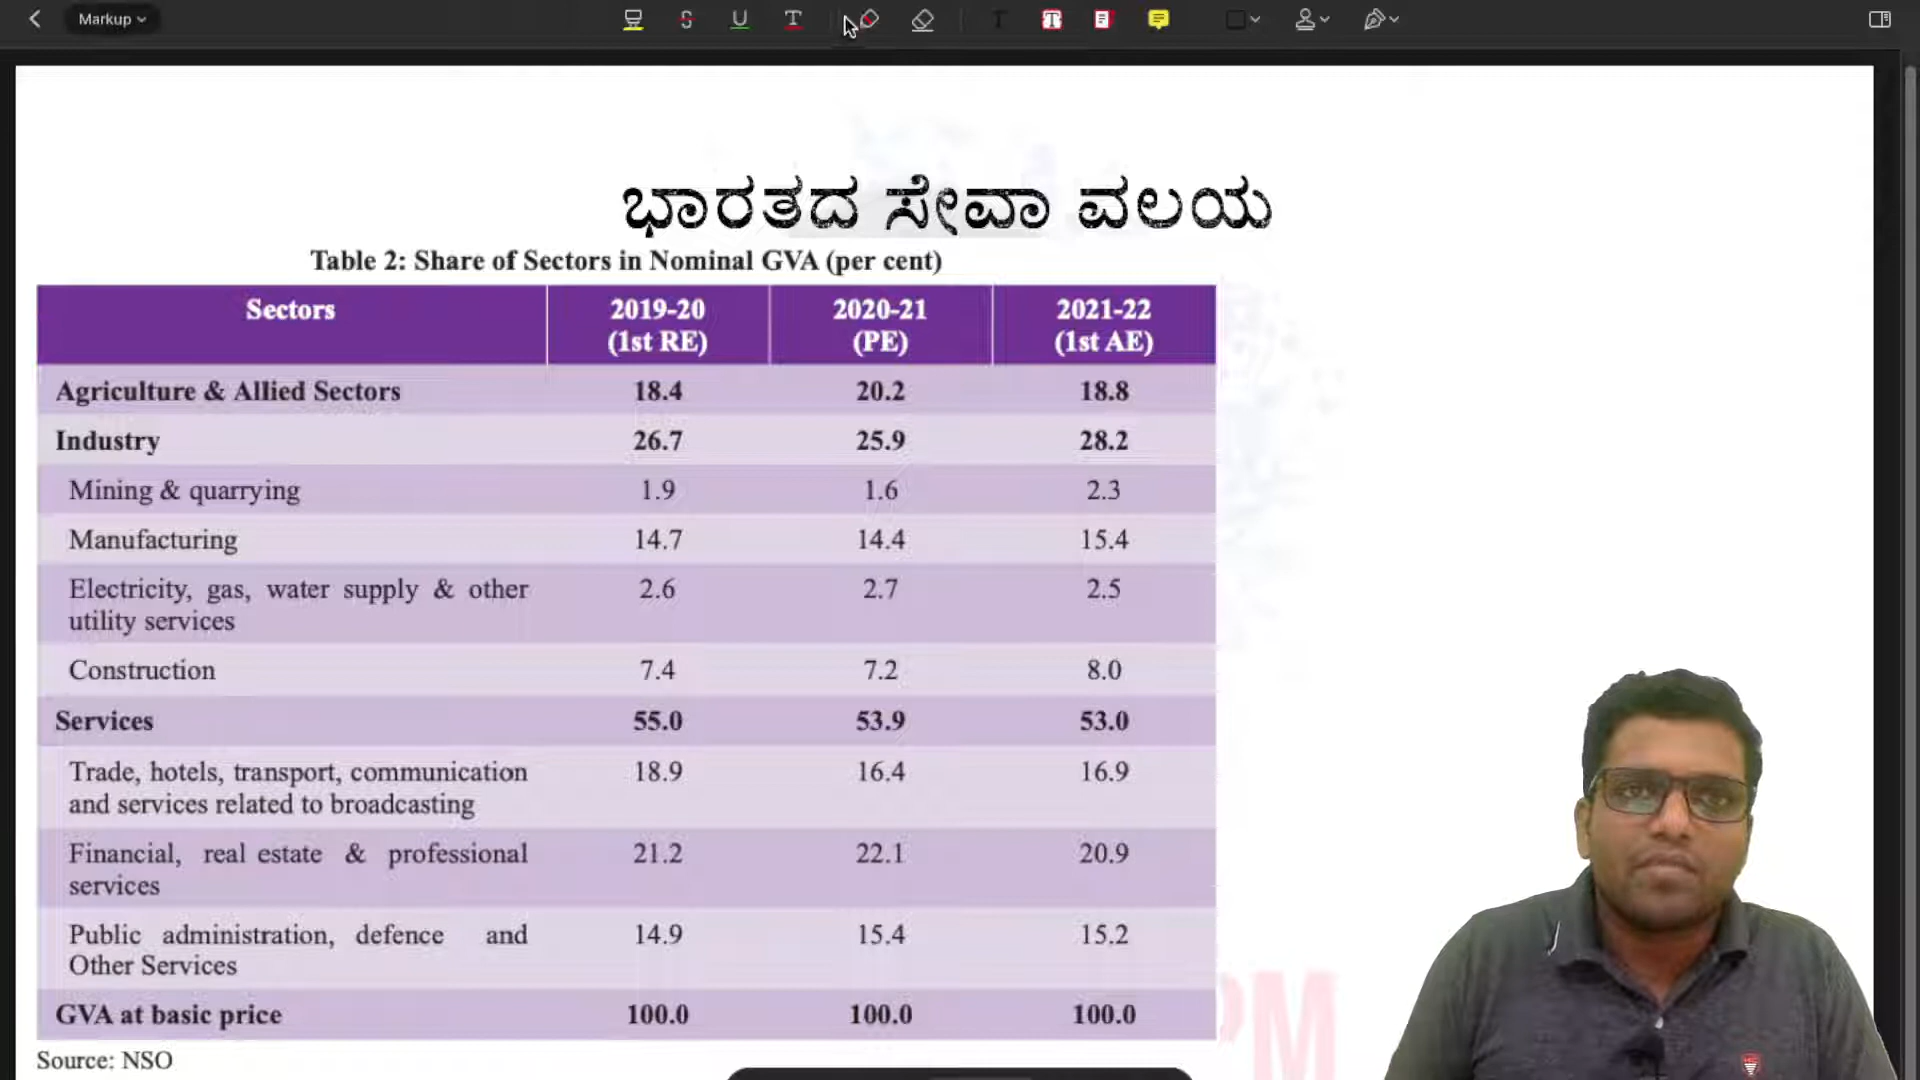 Markup
ಭಾರತದ ಸೇವಾ ವಲಯ
Table 2: Share of Sectors in Nominal GVA (per cent)
Sectors 2019-20 (1st RE) 2020-21 (PE) 2021-22 (1st AE)
Agriculture & Allied Sectors 18.4 20.2 18.8
Industry 26.7 25.9 28.2
Mining & quarrying 1.9 1.6 2.3
Manufacturing 14.7 14.4 15.4
Electricity, gas, water supply & other 2.6 2.7 2.5
utility services
Construction 7.4 7.2 8.0
Services 55.0 53.9 53.0
Trade, hotels, transport, communication 18.9 16.4 16.9
and services related to broadcasting
Financial, real estate & professional 21.2 22.1 20.9
services
Public administration, defence and 14.9 15.4 15.2
Other Services
GVA at basic price 100.0 100.0 100.0
Source: NSO